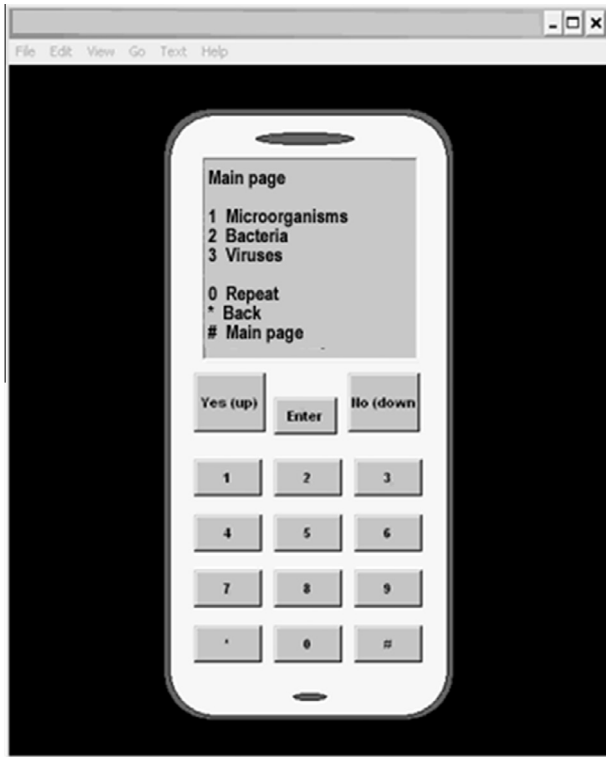 File Edit View Go Text Help
Main page
1 Microorganisms
2 Bacteria
3 Viruses
0 Repeat
* Back
# Main page
Yes (up) Enter No (down
1 2 3
4 5 6
7 8 9
* 0 #